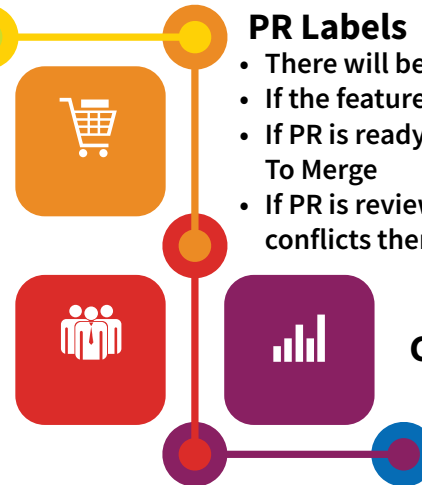 PR Labels
• There will be
• If the feature
• If PR is ready
To Merge
• If PR is review
conflicts then